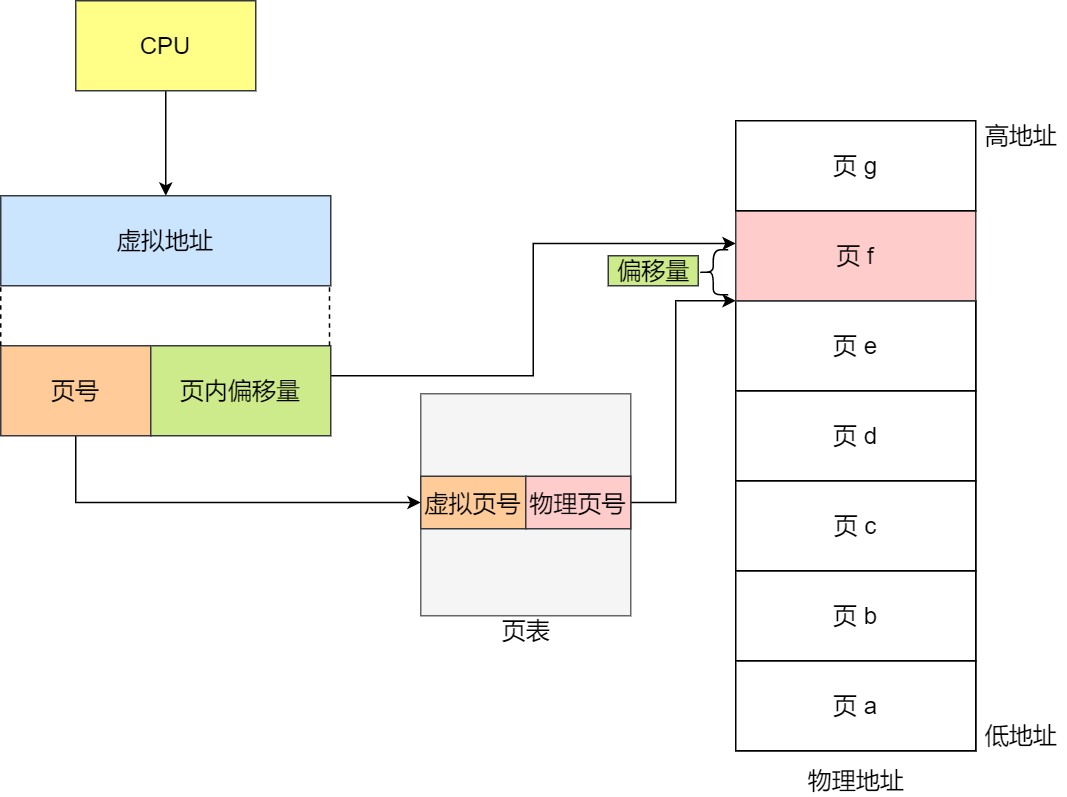 CPU
虚拟地址
页号
页内偏移量
虚拟页号
物理页号
页表
偏移量
高地址
页 g
页 f
页 e
页 d
页 c
页 b
页 a
低地址
物理地址